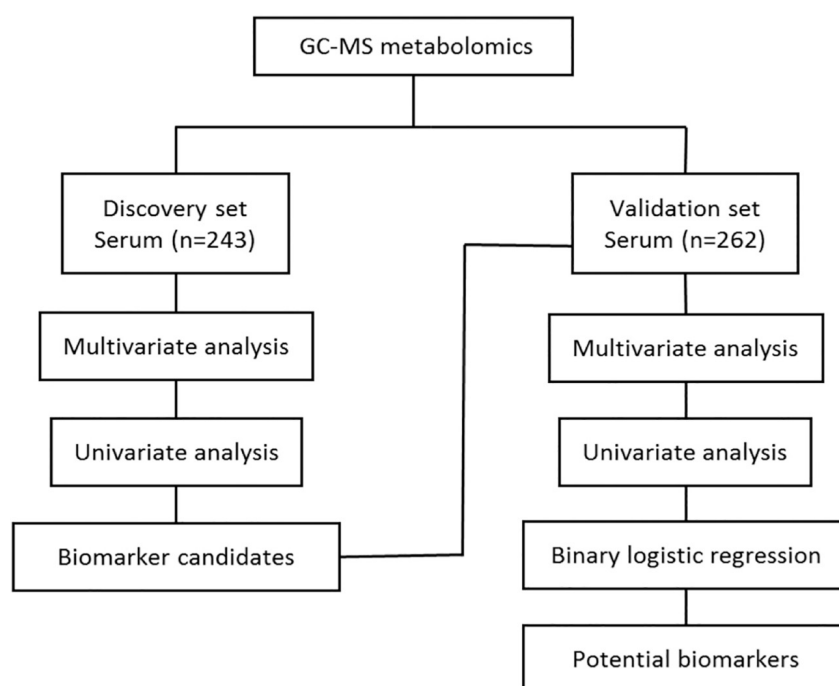 GC-MS metabolomics
Discovery set
Serum (n=243)
Multivariate analysis
Univariate analysis
Biomarker candidates
Validation set
Serum (n=262)
Multivariate analysis
Univariate analysis
Binary logistic regression
Potential biomarkers